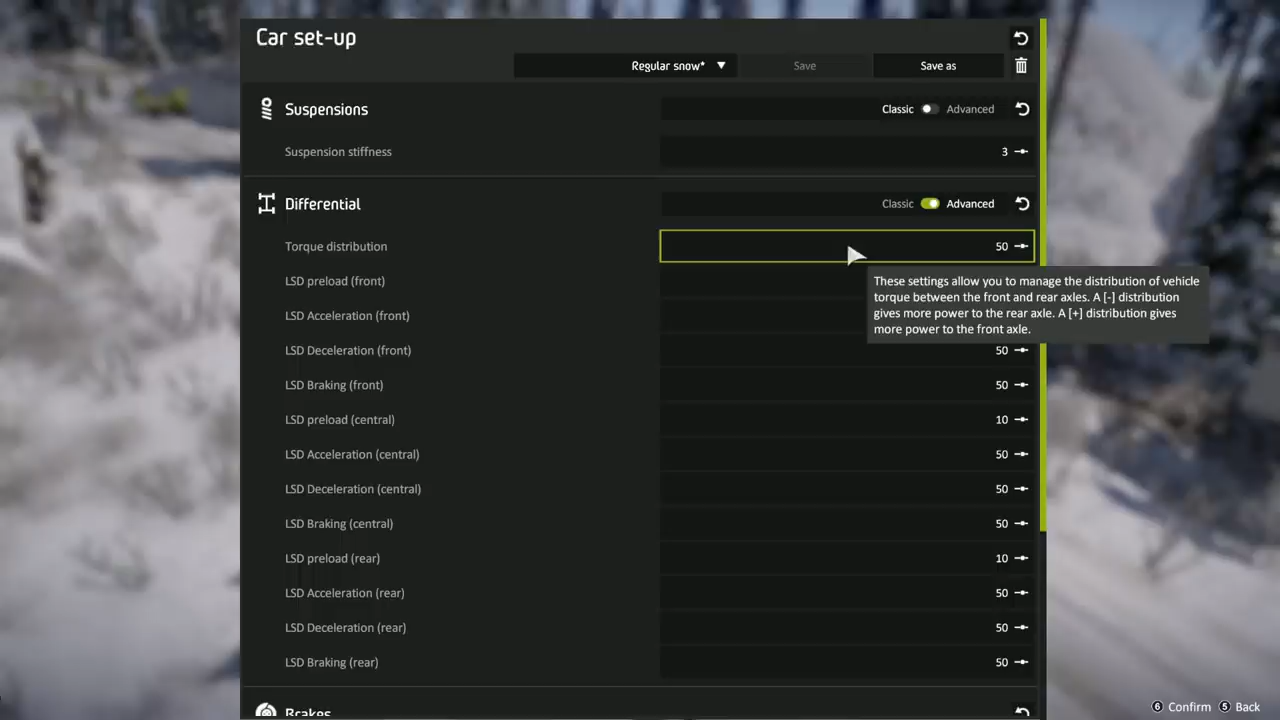 Car set-up
Regular snow*
Save
Save as
Suspensions
Classic
Advanced
Suspension stiffness
3
Differential
Classic
Advanced
Torque distribution
50
These settings allow you to manage the distribution of vehicle
torque between the front and rear axles. A [-] distribution
gives more power to the rear axle. A [+] distribution gives
more power to the front axle.
LSD preload (front)
LSD Acceleration (front)
LSD Deceleration (front)
50
LSD Braking (front)
50
LSD preload (central)
10
LSD Acceleration (central)
50
LSD Deceleration (central)
50
LSD Braking (central)
50
LSD preload (rear)
10
LSD Acceleration (rear)
50
LSD Deceleration (rear)
50
LSD Braking (rear)
50
Brakes
6 Confirm
5 Back